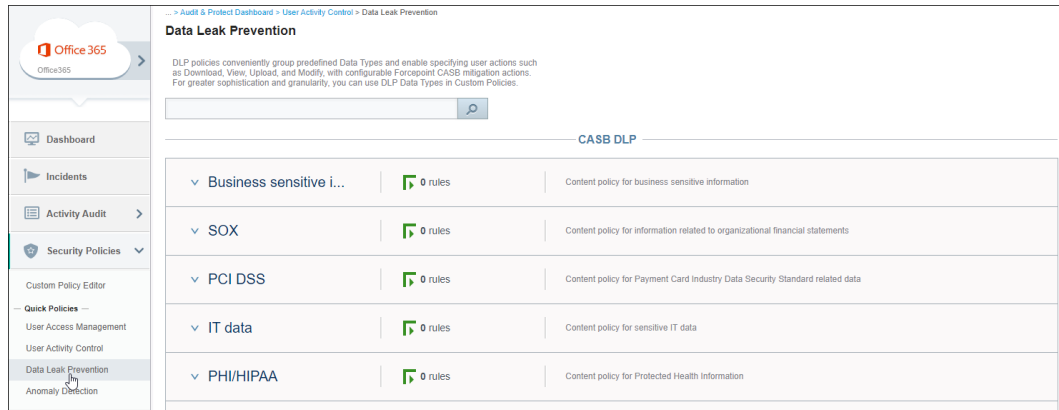 ... > Audit & Protect Dashboard > User Activity Control > Data Leak Prevention
Data Leak Prevention
Office 365
Office365
DLP policies conveniently group predefined Data Types and enable specifying user actions such
as Download, View, Upload, and Modify, with configurable Forcepoint CASB mitigation actions.
For greater sophistication and granularity, you can use DLP Data Types in Custom Policies.
CASB DLP
Dashboard
Incidents
Activity Audit
Security Policies
Custom Policy Editor
Quick Policies
User Access Management
User Activity Control
Data Leak Prevention
Anomaly Detection
Business sensitive i... 0 rules Content policy for business sensitive information
SOX 0 rules Content policy for information related to organizational financial statements
PCI DSS 0 rules Content policy for Payment Card Industry Data Security Standard related data
IT data 0 rules Content policy for sensitive IT data
PHI/HIPAA 0 rules Content policy for Protected Health Information